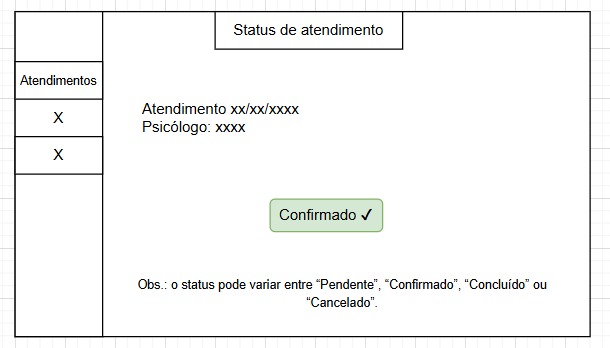 Status de atendimento
Atendimentos
X
X
Atendimento xx/xx/xxxx
Psicólogo: xxxx
Confirmado ✔
Obs.: o status pode variar entre “Pendente”, “Confirmado”, “Concluído” ou
“Cancelado”.